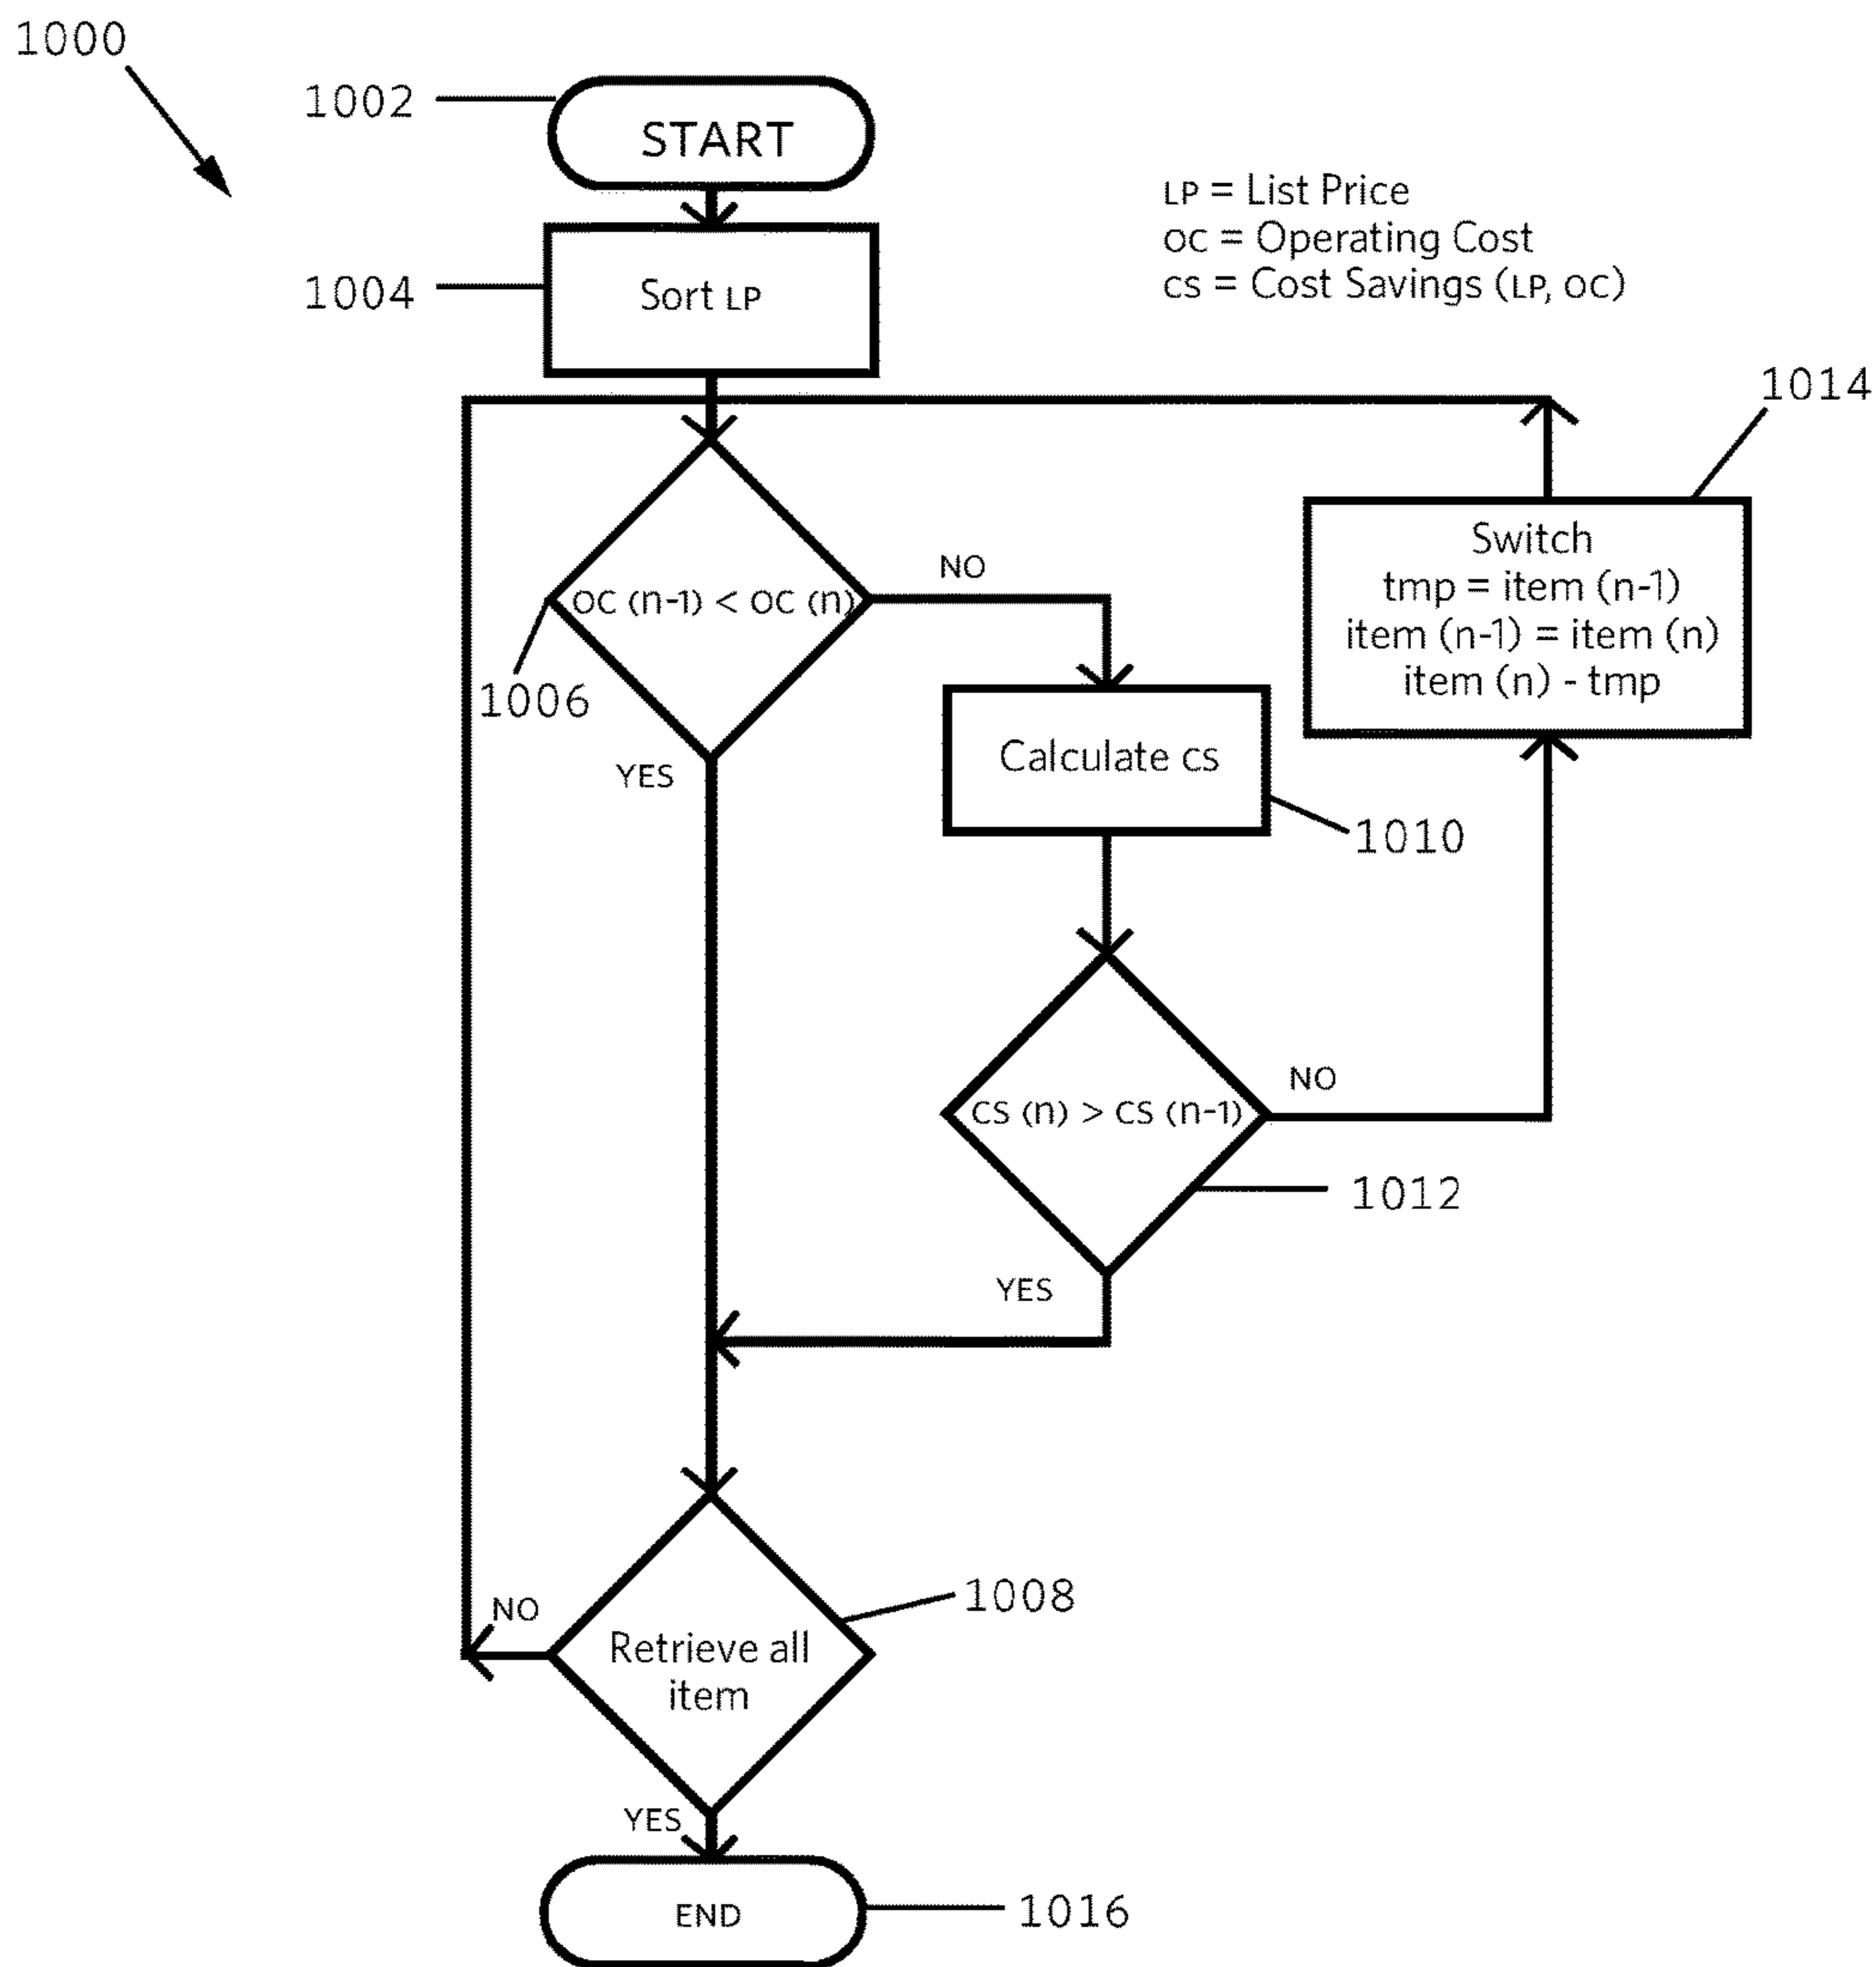 1000
1002
START
LP = List Price
OC = Operating Cost
CS = Cost Savings (LP, OC)
1004
Sort LP
1014
Switch
tmp = item (n-1)
item (n-1) = item (n)
item (n) - tmp
NO
OC (n-1) < OC (n)
1006
YES
Calculate CS
1010
NO
CS (n) > CS (n-1)
1012
YES
1008
NO
Retrieve all
item
YES
END
1016